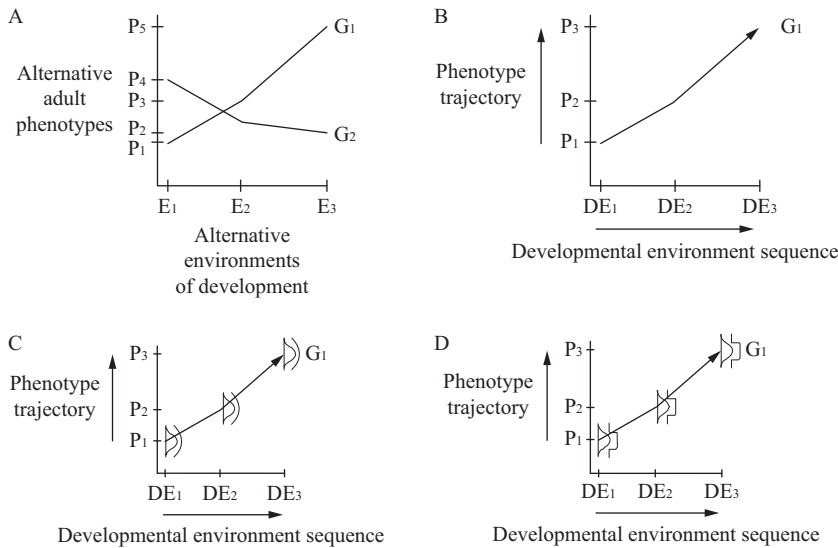 A
P5
P4
P3
P2
P1
Alternative
adult
phenotypes
G1
G2
E1 E2 E3
Alternative
environments
of development
B
P3
P2
P1
Phenotype
trajectory
G1
DE1 DE2 DE3
Developmental environment sequence
C
P3
P2
P1
Phenotype
trajectory
G1
DE1 DE2 DE3
Developmental environment sequence
D
P3
P2
P1
Phenotype
trajectory
G1
DE1 DE2 DE3
Developmental environment sequence